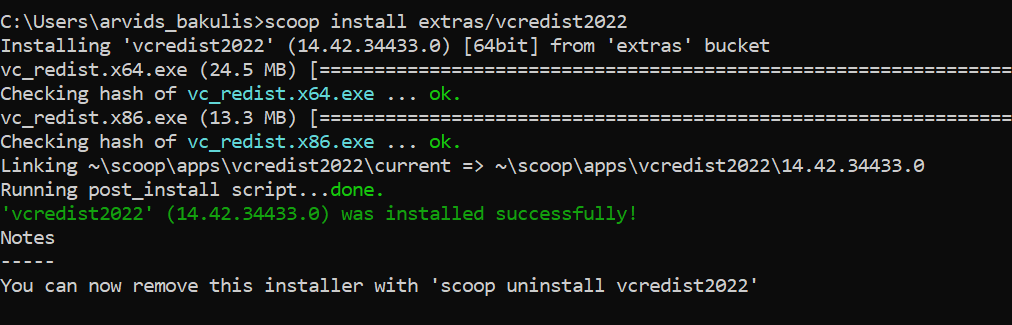 C:\Users\arvids_bakulis>scoop install extras/vcredist2022
Installing 'vcredist2022' (14.42.34433.0) [64bit] from 'extras' bucket
vc_redist.x64.exe (24.5 MB) [================================================================
Checking hash of vc_redist.x64.exe ... ok.
vc_redist.x86.exe (13.3 MB) [================================================================
Checking hash of vc_redist.x86.exe ... ok.
Linking ~\scoop\apps\vcredist2022\current => ~\scoop\apps\vcredist2022\14.42.34433.0
Running post_install script...done.
'vcredist2022' (14.42.34433.0) was installed successfully!
Notes
-----
You can now remove this installer with 'scoop uninstall vcredist2022'